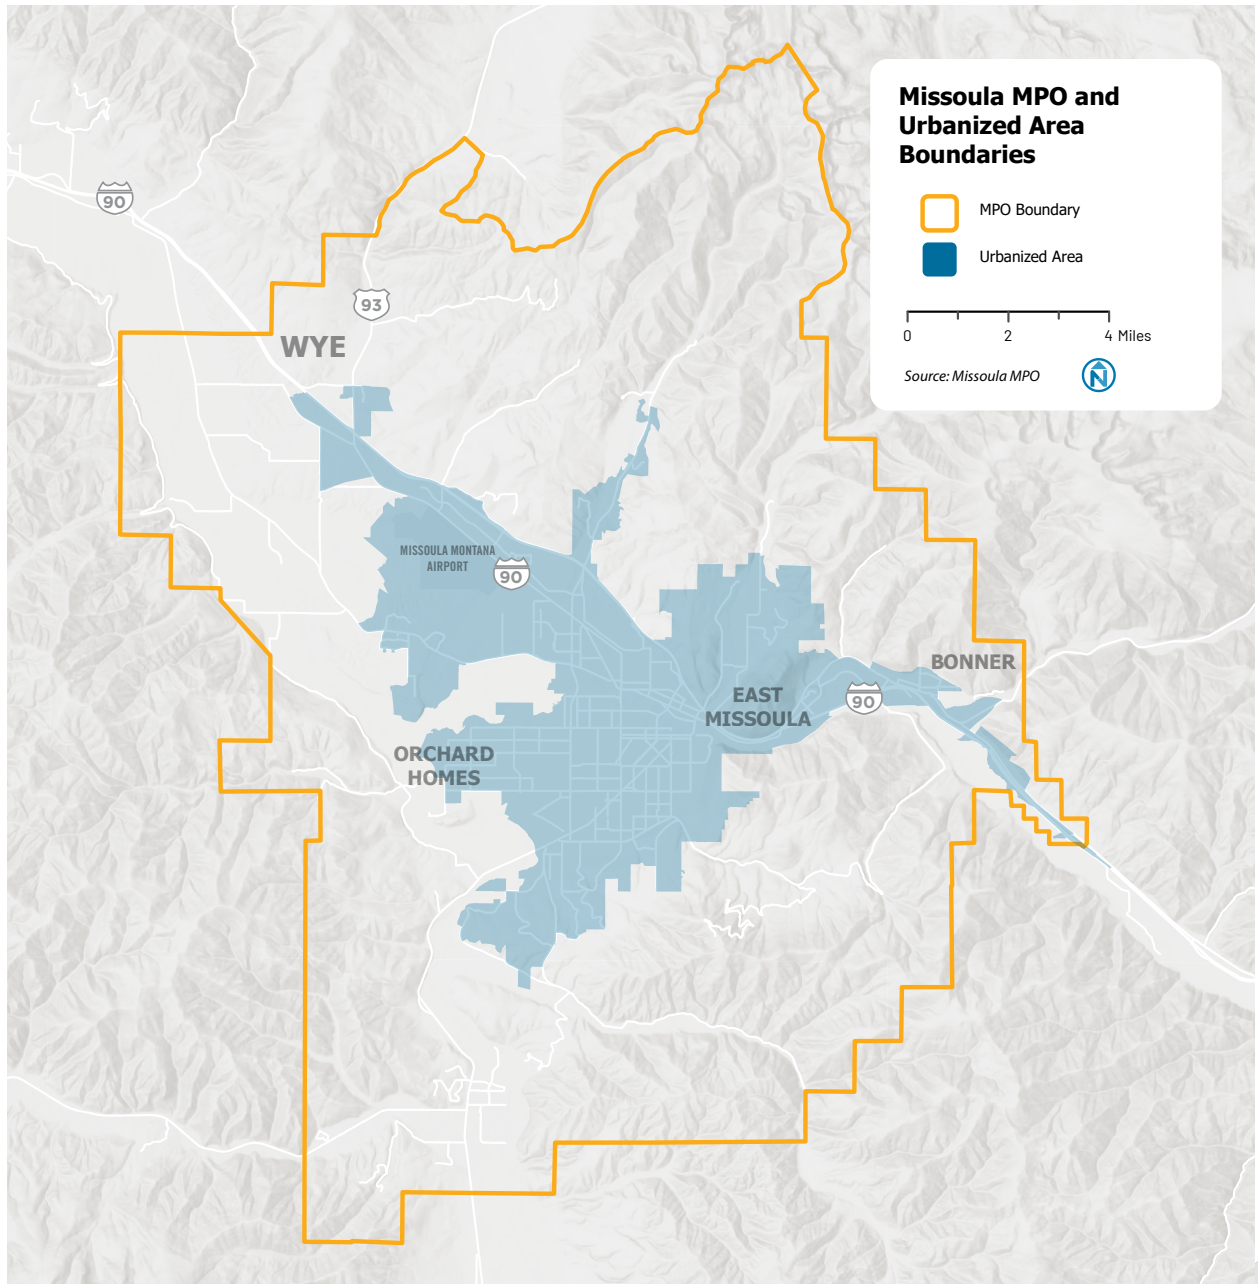 Missoula MPO and
Urbanized Area
Boundaries
MPO Boundary
Urbanized Area
0 2 4 Miles
Source: Missoula MPO
N
90
93
WYE
MISSOULA MONTANA
AIRPORT
90
BONNER
90
EAST
MISSOULA
ORCHARD
HOMES